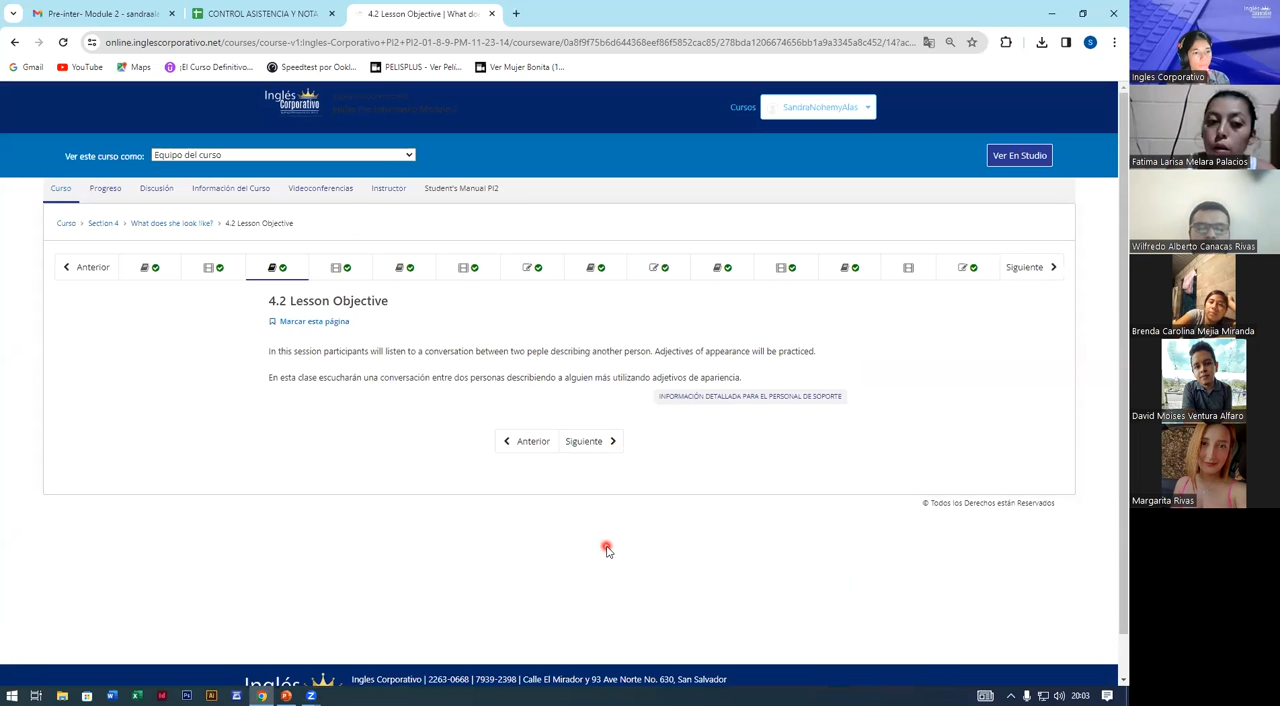 Pre-inter- Module 2 - sandraala
CONTROL ASISTENCIA Y NOTA
4.2 Lesson Objective | What do
online.inglescorporativo.net/courses/course-v1:Ingles-Corporativo+PI2+PI2-01-8-9-PM-11-23-14/courseware/0a8f9f75b6d644368eef86f5852cac85/278bda1206674656bb1a9a3345a8c452/14?ac...
Gmail
YouTube
Maps
¡El Curso Definitivo...
Speedtest por Ookl...
PELISPLUS - Ver Pelí...
Ver Mujer Bonita (1...
Inglés
Corporativo
Cursos
SandraNohemyAlas
Ver este curso como:
Equipo del curso
Ver En Studio
Curso
Progreso
Discusión
Información del Curso
Videoconferencias
Instructor
Student's Manual PI2
Curso > Section 4 > What does she look like? > 4.2 Lesson Objective
Anterior
Siguiente
4.2 Lesson Objective
Marcar esta página
In this session participants will listen to a conversation between two peple describing another person. Adjectives of appearance will be practiced.
En esta clase escucharán una conversación entre dos personas describiendo a alguien más utilizando adjetivos de apariencia.
INFORMACIÓN DETALLADA PARA EL PERSONAL DE SOPORTE
Anterior
Siguiente
© Todos los Derechos están Reservados
Inglés
Ingles Corporativo | 2263-0668 | 7939-2398 | Calle El Mirador y 93 Ave Norte No. 630, San Salvador
20:03
Ingles Corporativo
Fatima Larisa Melara Palacios
Wilfredo Alberto Canacas Rivas
Brenda Carolina Mejia Miranda
David Moises Ventura Alfaro
Margarita Rivas